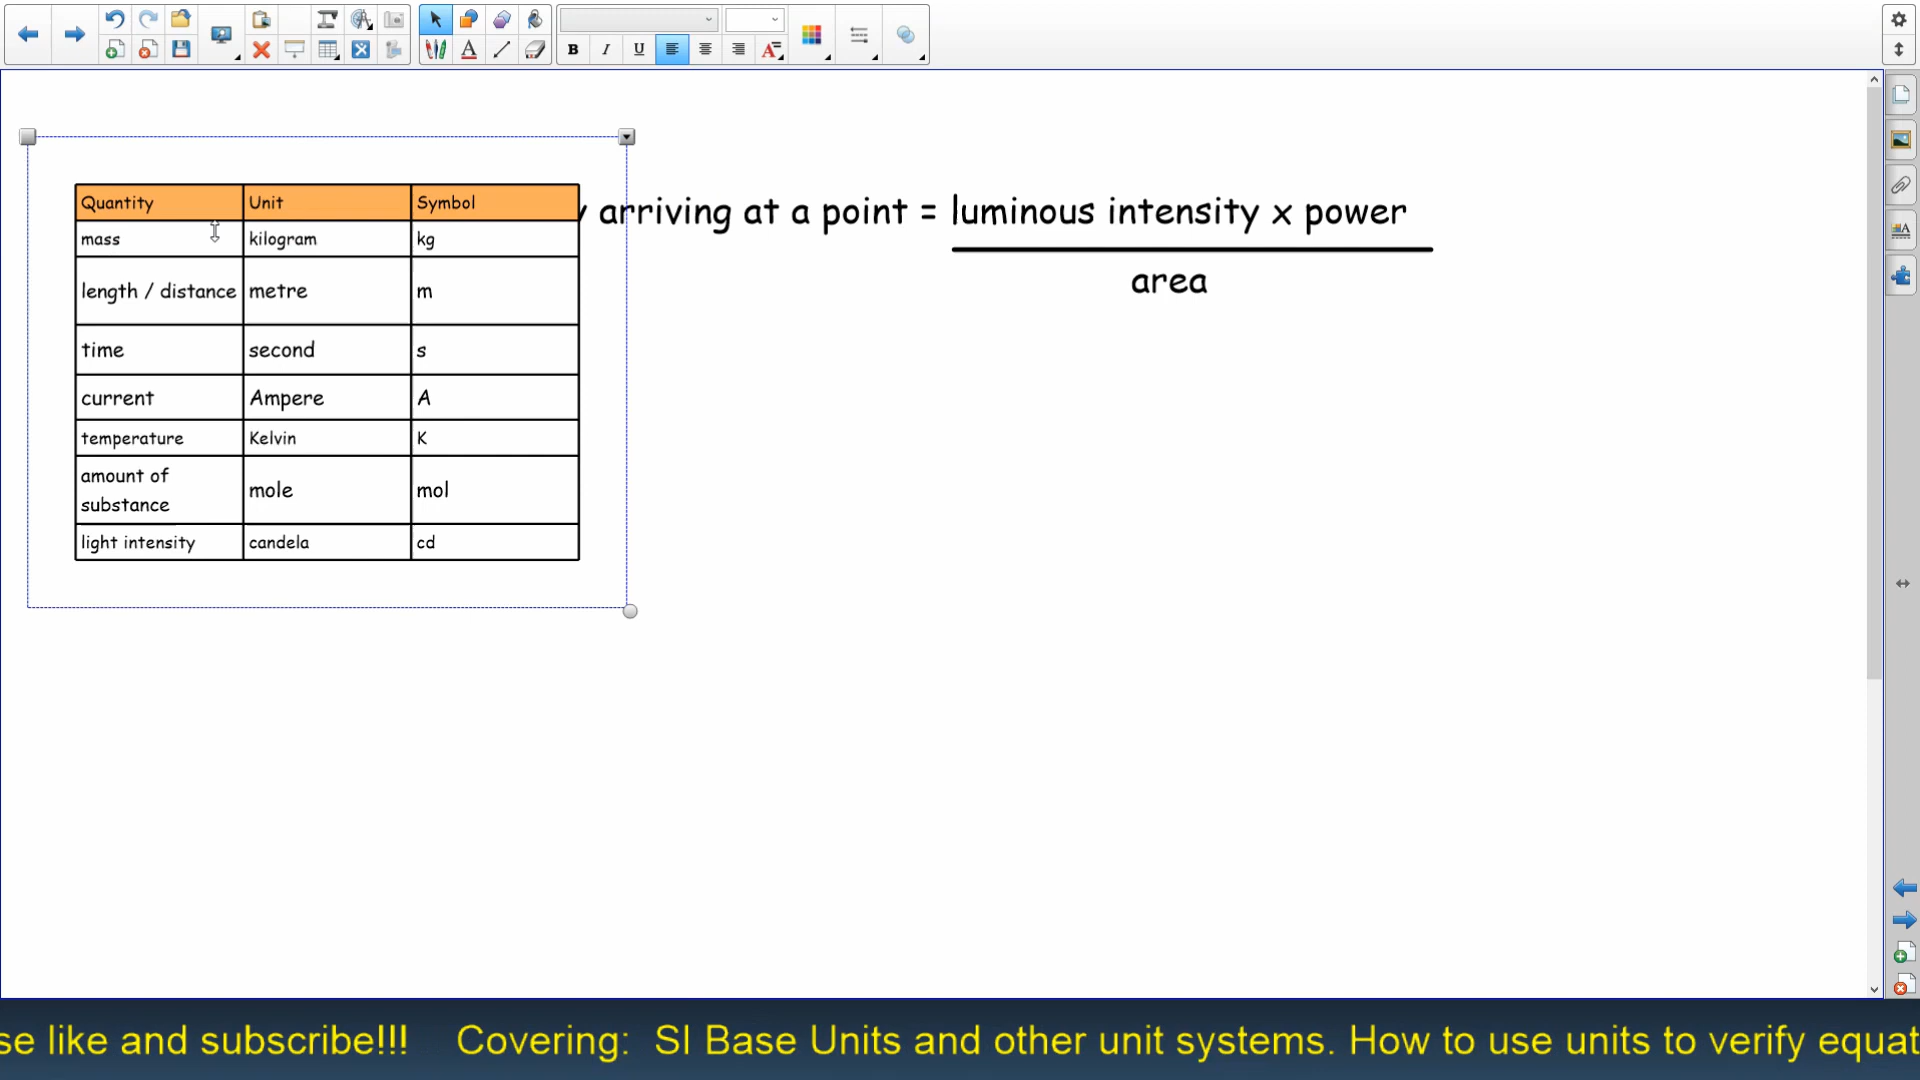 B I U
y arriving at a point = luminous intensity x power
area
Quantity Unit Symbol
mass kilogram kg
length / distance metre m
time second s
current Ampere A
temperature Kelvin K
amount of substance mole mol
light intensity candela cd
se like and subscribe!!! Covering: SI Base Units and other unit systems. How to use units to verify equat